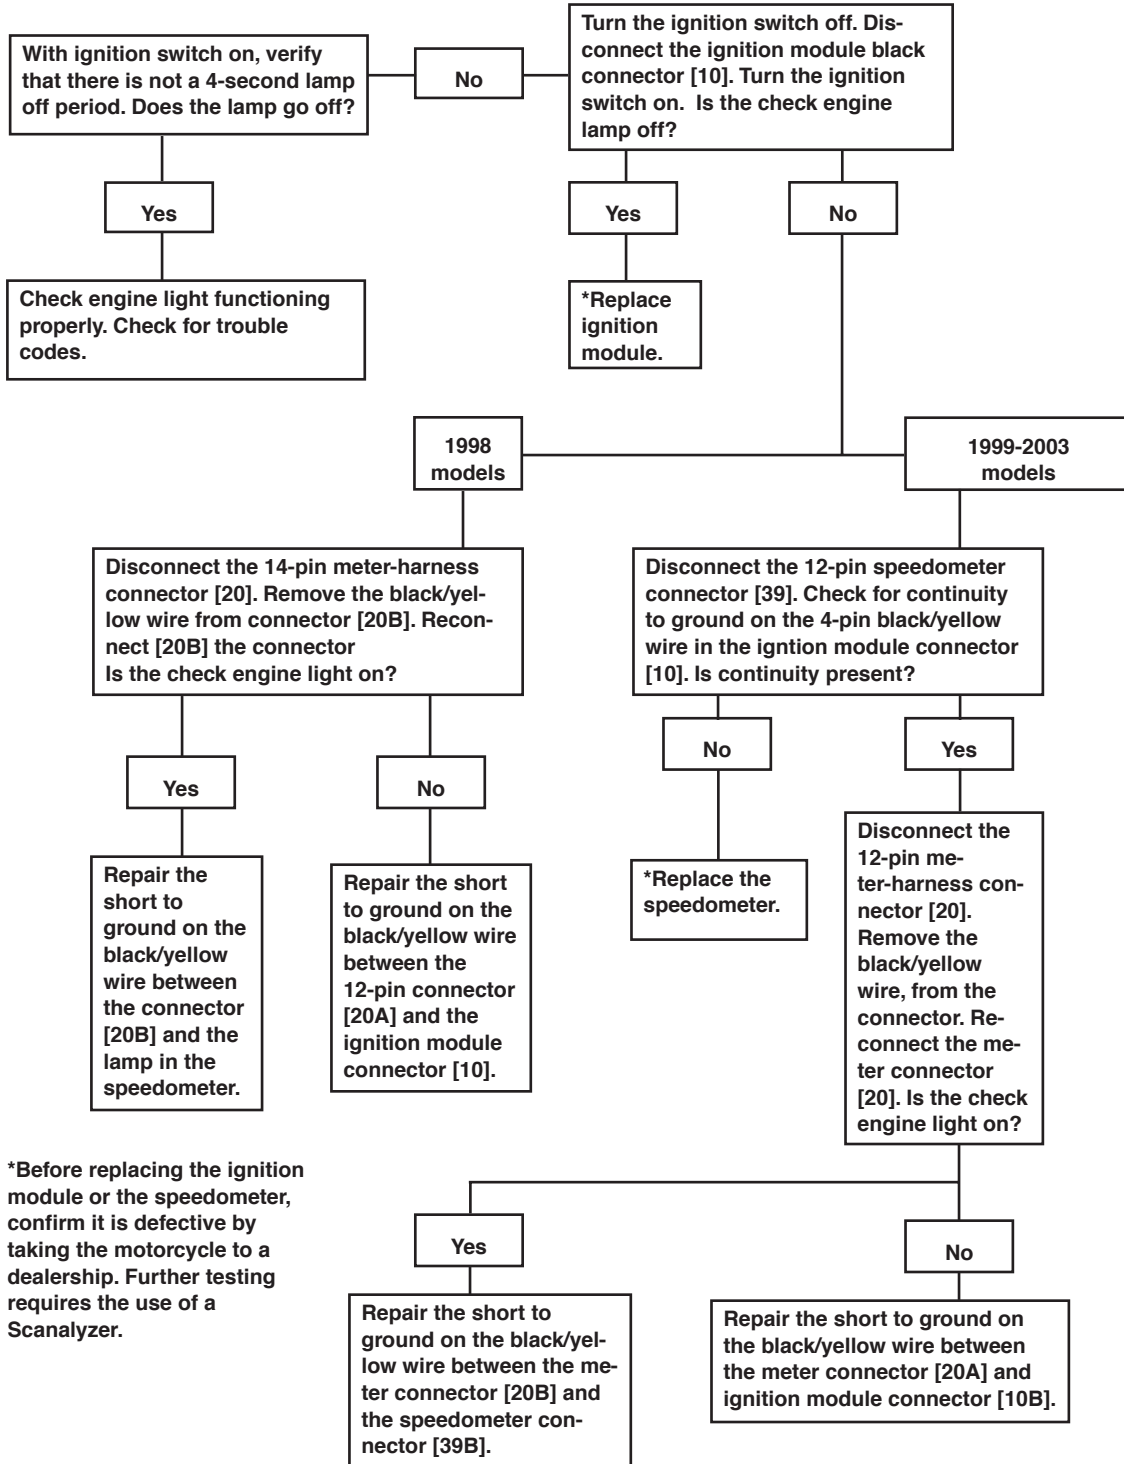 With ignition switch on, verify
that there is not a 4-second lamp
off period. Does the lamp go off?
No
Turn the ignition switch off. Dis-
connect the ignition module black
connector [10]. Turn the ignition
switch on.  Is the check engine
lamp off?
Yes
Check engine light functioning
properly. Check for trouble
codes.
Yes
*Replace
ignition
module.
No
1998
models
1999-2003
models
Disconnect the 14-pin meter-harness
connector [20]. Remove the black/yel-
low wire from connector [20B]. Recon-
nect [20B] the connector
Is the check engine light on?
Yes
Repair the
short to
ground on the
black/yellow
wire between
the connector
[20B] and the
lamp in the
speedometer.
No
Repair the short
to ground on the
black/yellow wire
between the
12-pin connector
[20A] and the
ignition module
connector [10].
Disconnect the 12-pin speedometer
connector [39]. Check for continuity
to ground on the 4-pin black/yellow
wire in the igntion module connector
[10]. Is continuity present?
No
*Replace the
speedometer.
Yes
Disconnect the
12-pin me-
ter-harness con-
nector [20].
Remove the
black/yellow
wire, from the
connector. Re-
connect the me-
ter connector
[20]. Is the check
engine light on?
Yes
Repair the short to
ground on the black/yel-
low wire between the me-
ter connector [20B] and
the speedometer con-
nector [39B].
No
Repair the short to ground on
the black/yellow wire between
the meter connector [20A] and
ignition module connector [10B].
*Before replacing the ignition
module or the speedometer,
confirm it is defective by
taking the motorcycle to a
dealership. Further testing
requires the use of a
Scanalyzer.